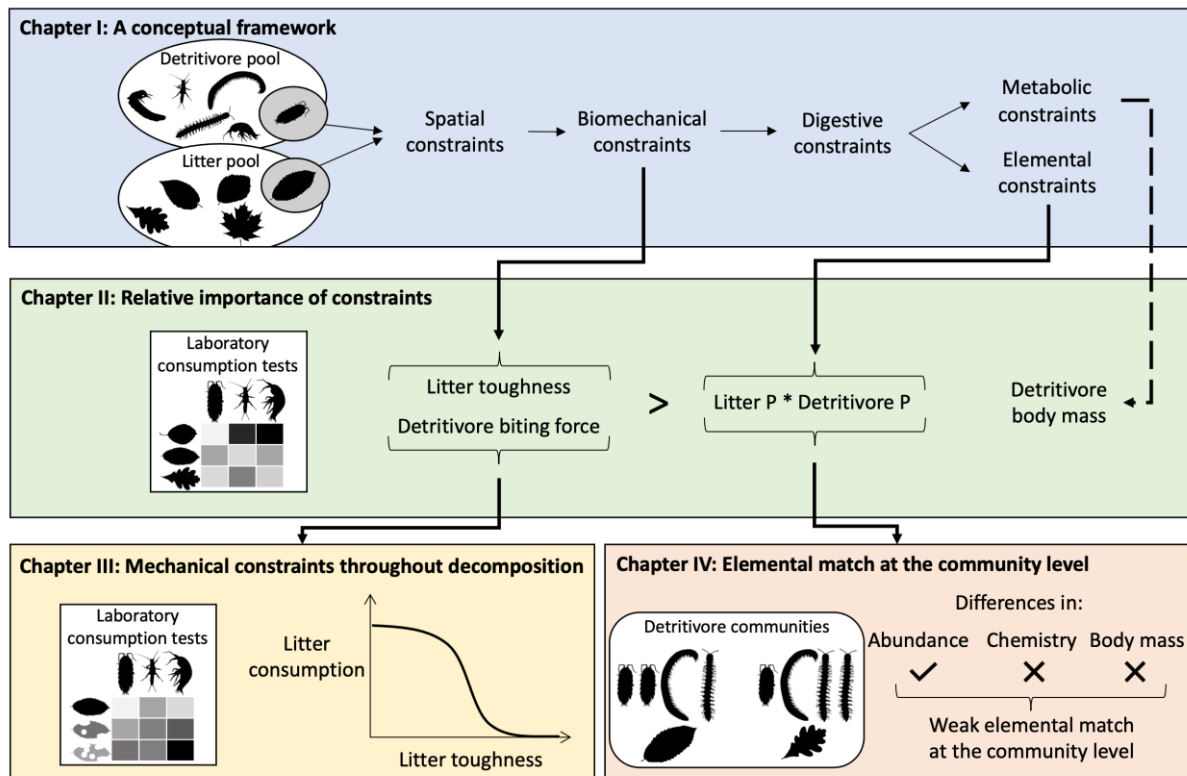 Chapter I: A conceptual framework
Detritivore pool
Litter pool
Spatial
constraints
Biomechanical
constraints
Digestive
constraints
Metabolic
constraints
Elemental
constraints
Chapter II: Relative importance of constraints
Laboratory
consumption tests
Litter toughness
Detritivore biting force
>
Litter P * Detritivore P
Detritivore
body mass
Chapter III: Mechanical constraints throughout decomposition
Laboratory
consumption tests
Litter
consumption
Litter toughness
Chapter IV: Elemental match at the community level
Detritivore communities
Differences in:
Abundance Chemistry Body mass
Weak elemental match
at the community level